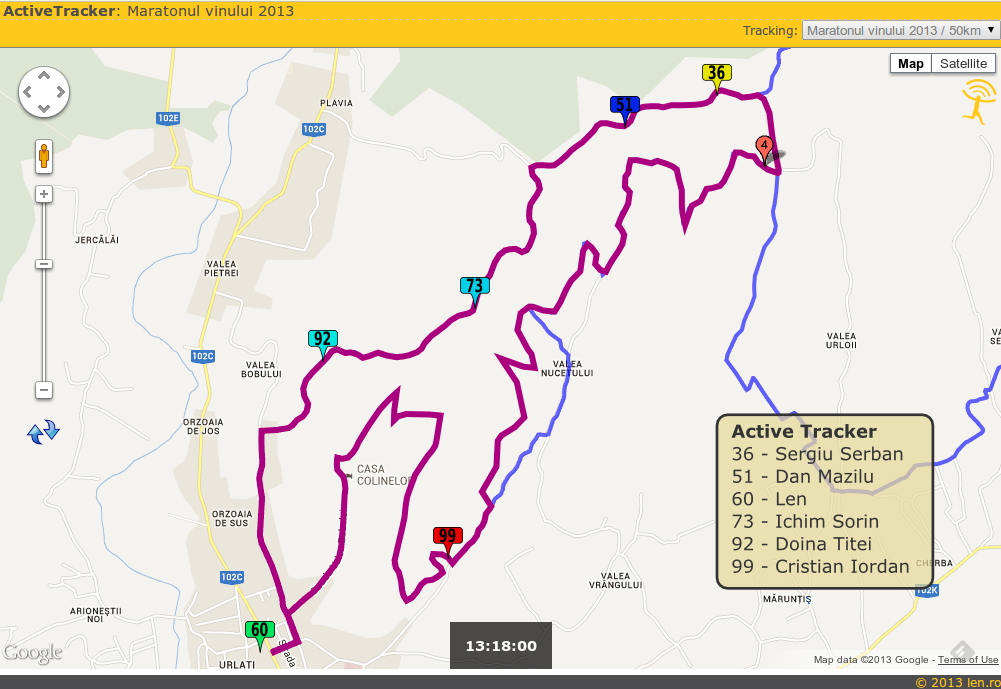 ActiveTracker: Maratonul vinului 2013
Tracking: Maratonul vinului 2013 / 50km
Map Satellite
36
PLAVIA
51
102E
102C
4
JERCĂLĂI
VALEA
PIETREI
73
92
VALEA
URLOII
102C
VALEA
BOBULUI
VALEA
NUCETULUI
ORZOAIA
DE JOS
Active Tracker
36 - Sergiu Serban
51 - Dan Mazilu
60 - Len
73 - Ichim Sorin
92 - Doina Titei
99 - Cristian Iordan
CASA
COLINELOR
ORZOAIA
DE SUS
99
102C
VALEA
VRÂNGULUI
102K
MĂRUNȚIȘ
ARIONEȘTII
NOI
60
13:18:00
Google
URLATI
Map data ©2013 Google - Terms of Use
© 2013 len.ro